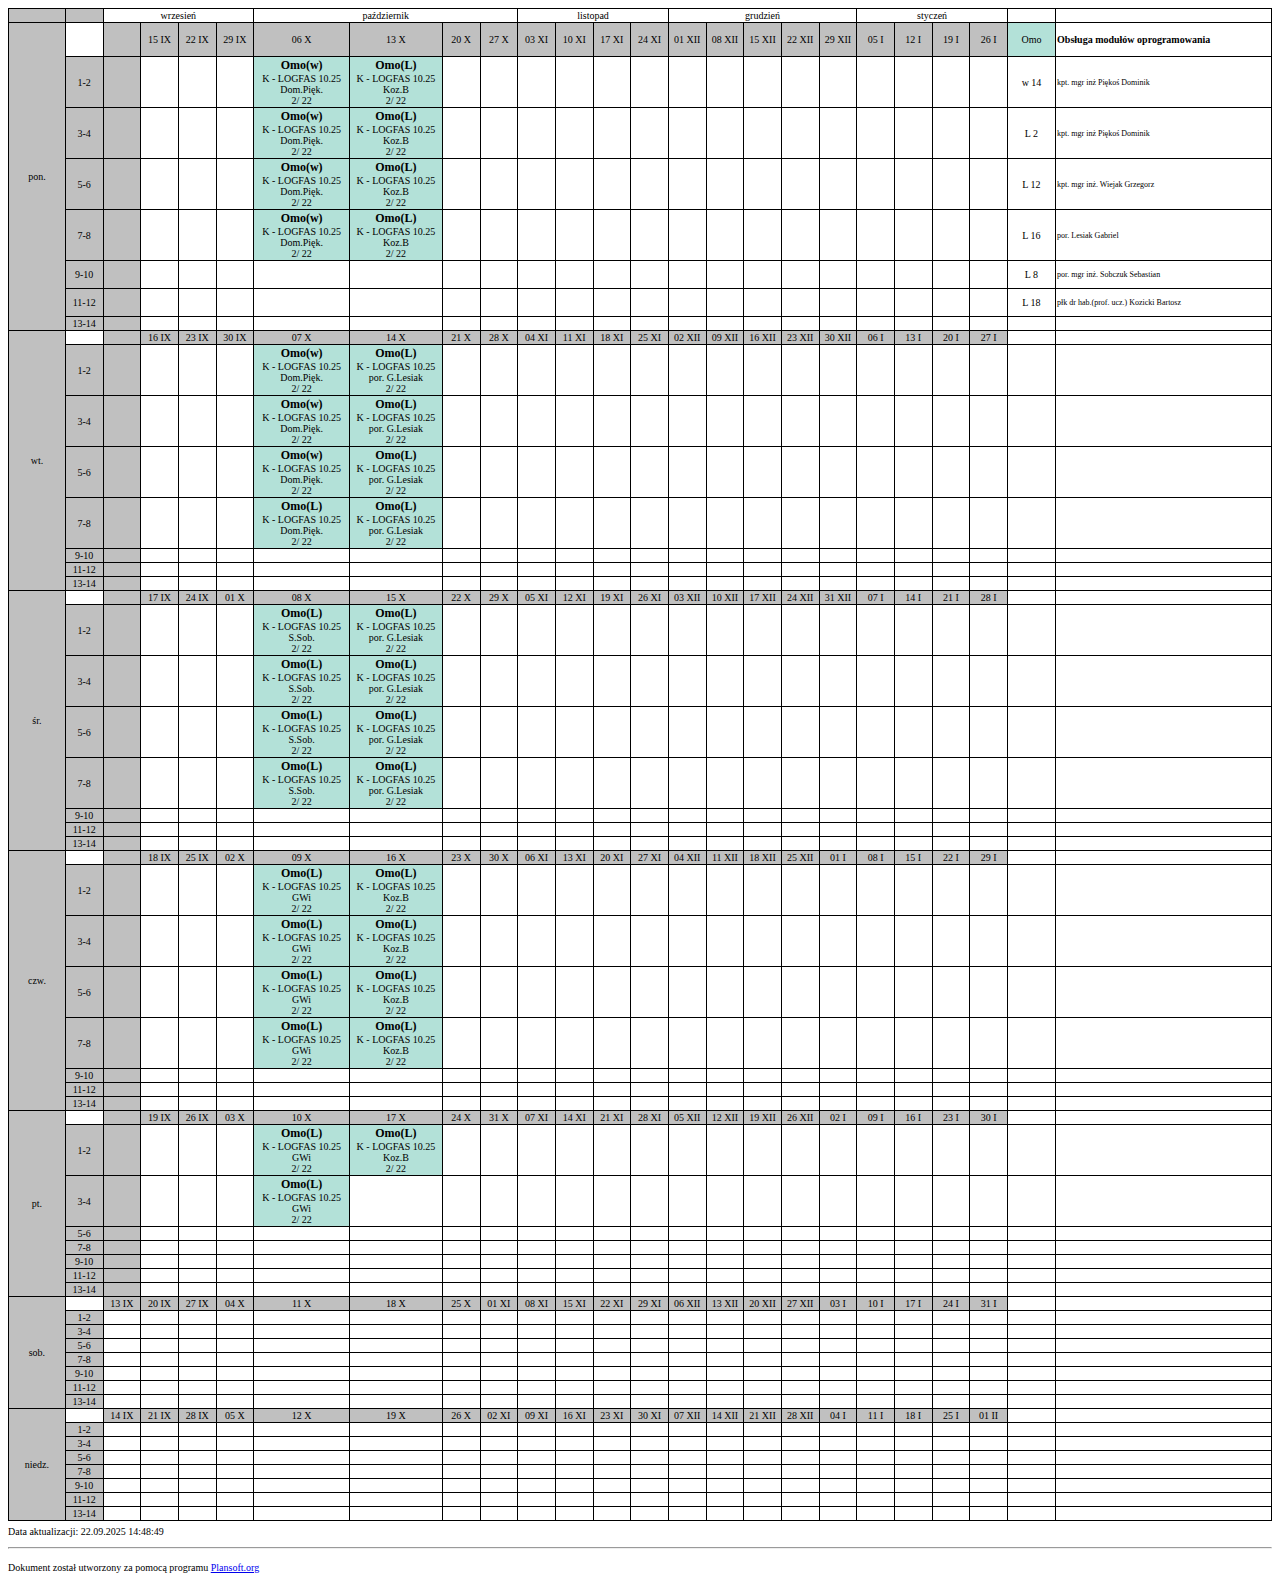 wrzesień październik listopad grudzień styczeń
pon. 15 IX 22 IX 29 IX 06 X 13 X 20 X 27 X 03 XI 10 XI 17 XI 24 XI 01 XII 08 XII 15 XII 22 XII 29 XII 05 I 12 I 19 I 26 I Omo Obsługa modułów oprogramowania
1-2 Omo(w) Omo(L) w 14 kpt. mgr inż Piękoś Dominik
K - LOGFAS 10.25 K - LOGFAS 10.25
Dom.Pięk. Koz.B
2/ 22 2/ 22
3-4 Omo(w) Omo(L) L 2 kpt. mgr inż Piękoś Dominik
K - LOGFAS 10.25 K - LOGFAS 10.25
Dom.Pięk. Koz.B
2/ 22 2/ 22
5-6 Omo(w) Omo(L) L 12 kpt. mgr inż. Wiejak Grzegorz
K - LOGFAS 10.25 K - LOGFAS 10.25
Dom.Pięk. Koz.B
2/ 22 2/ 22
7-8 Omo(w) Omo(L) L 16 por. Lesiak Gabriel
K - LOGFAS 10.25 K - LOGFAS 10.25
Dom.Pięk. Koz.B
2/ 22 2/ 22
9-10 L 8 por. mgr inż. Sobczuk Sebastian
11-12 L 18 płk dr hab.(prof. ucz.) Kozicki Bartosz
13-14
wt. 16 IX 23 IX 30 IX 07 X 14 X 21 X 28 X 04 XI 11 XI 18 XI 25 XI 02 XII 09 XII 16 XII 23 XII 30 XII 06 I 13 I 20 I 27 I
1-2 Omo(w) Omo(L)
K - LOGFAS 10.25 K - LOGFAS 10.25
Dom.Pięk. por. G.Lesiak
2/ 22 2/ 22
3-4 Omo(w) Omo(L)
K - LOGFAS 10.25 K - LOGFAS 10.25
Dom.Pięk. por. G.Lesiak
2/ 22 2/ 22
5-6 Omo(w) Omo(L)
K - LOGFAS 10.25 K - LOGFAS 10.25
Dom.Pięk. por. G.Lesiak
2/ 22 2/ 22
7-8 Omo(L) Omo(L)
K - LOGFAS 10.25 K - LOGFAS 10.25
Dom.Pięk. por. G.Lesiak
2/ 22 2/ 22
9-10
11-12
13-14
śr. 17 IX 24 IX 01 X 08 X 15 X 22 X 29 X 05 XI 12 XI 19 XI 26 XI 03 XII 10 XII 17 XII 24 XII 31 XII 07 I 14 I 21 I 28 I
1-2 Omo(L) Omo(L)
K - LOGFAS 10.25 K - LOGFAS 10.25
S.Sob. por. G.Lesiak
2/ 22 2/ 22
3-4 Omo(L) Omo(L)
K - LOGFAS 10.25 K - LOGFAS 10.25
S.Sob. por. G.Lesiak
2/ 22 2/ 22
5-6 Omo(L) Omo(L)
K - LOGFAS 10.25 K - LOGFAS 10.25
S.Sob. por. G.Lesiak
2/ 22 2/ 22
7-8 Omo(L) Omo(L)
K - LOGFAS 10.25 K - LOGFAS 10.25
S.Sob. por. G.Lesiak
2/ 22 2/ 22
9-10
11-12
13-14
czw. 18 IX 25 IX 02 X 09 X 16 X 23 X 30 X 06 XI 13 XI 20 XI 27 XI 04 XII 11 XII 18 XII 25 XII 01 I 08 I 15 I 22 I 29 I
1-2 Omo(L) Omo(L)
K - LOGFAS 10.25 K - LOGFAS 10.25
GWi Koz.B
2/ 22 2/ 22
3-4 Omo(L) Omo(L)
K - LOGFAS 10.25 K - LOGFAS 10.25
GWi Koz.B
2/ 22 2/ 22
5-6 Omo(L) Omo(L)
K - LOGFAS 10.25 K - LOGFAS 10.25
GWi Koz.B
2/ 22 2/ 22
7-8 Omo(L) Omo(L)
K - LOGFAS 10.25 K - LOGFAS 10.25
GWi Koz.B
2/ 22 2/ 22
9-10
11-12
13-14
pt. 19 IX 26 IX 03 X 10 X 17 X 24 X 31 X 07 XI 14 XI 21 XI 28 XI 05 XII 12 XII 19 XII 26 XII 02 I 09 I 16 I 23 I 30 I
1-2 Omo(L) Omo(L)
K - LOGFAS 10.25 K - LOGFAS 10.25
GWi Koz.B
2/ 22 2/ 22
3-4 Omo(L)
K - LOGFAS 10.25
GWi
2/ 22
5-6
7-8
9-10
11-12
13-14
sob. 13 IX 20 IX 27 IX 04 X 11 X 18 X 25 X 01 XI 08 XI 15 XI 22 XI 29 XI 06 XII 13 XII 20 XII 27 XII 03 I 10 I 17 I 24 I 31 I
1-2
3-4
5-6
7-8
9-10
11-12
13-14
niedz. 14 IX 21 IX 28 IX 05 X 12 X 19 X 26 X 02 XI 09 XI 16 XI 23 XI 30 XI 07 XII 14 XII 21 XII 28 XII 04 I 11 I 18 I 25 I 01 II
1-2
3-4
5-6
7-8
9-10
11-12
13-14
Data aktualizacji: 22.09.2025 14:48:49
Dokument został utworzony za pomocą programu Plansoft.org